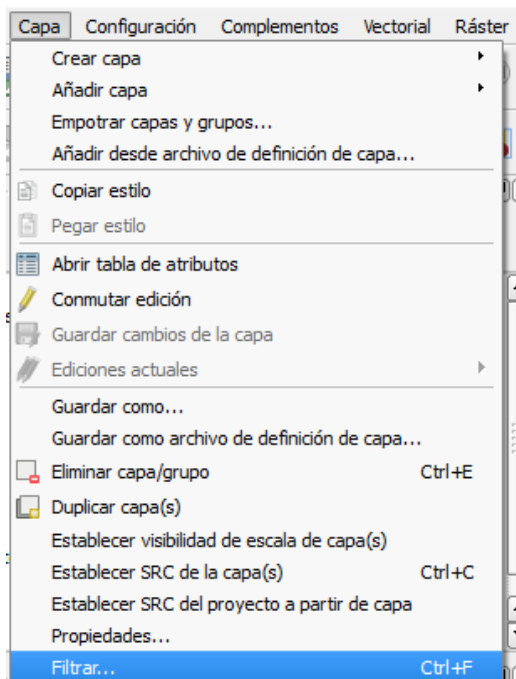 Capa Configuración Complementos Vectorial Ráster
Crear capa
Añadir capa
Empotrar capas y grupos...
Añadir desde archivo de definición de capa...
Copiar estilo
Pegar estilo
Abrir tabla de atributos
Conmutar edición
Guardar cambios de la capa
Ediciones actuales
Guardar como...
Guardar como archivo de definición de capa...
Eliminar capa/grupo Ctrl+E
Duplicar capa(s)
Establecer visibilidad de escala de capa(s)
Establecer SRC de la capa(s) Ctrl+C
Establecer SRC del proyecto a partir de capa
Propiedades...
Filtrar... Ctrl+F